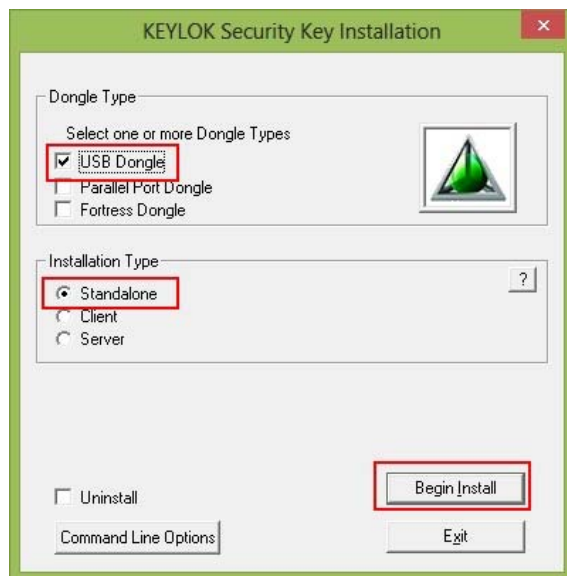 KEYLOK Security Key Installation
Dongle Type
Select one or more Dongle Types
USB Dongle
Parallel Port Dongle
Fortress Dongle
Installation Type
?
Standalone
Client
Server
Begin Install
Uninstall
Command Line Options
Exit